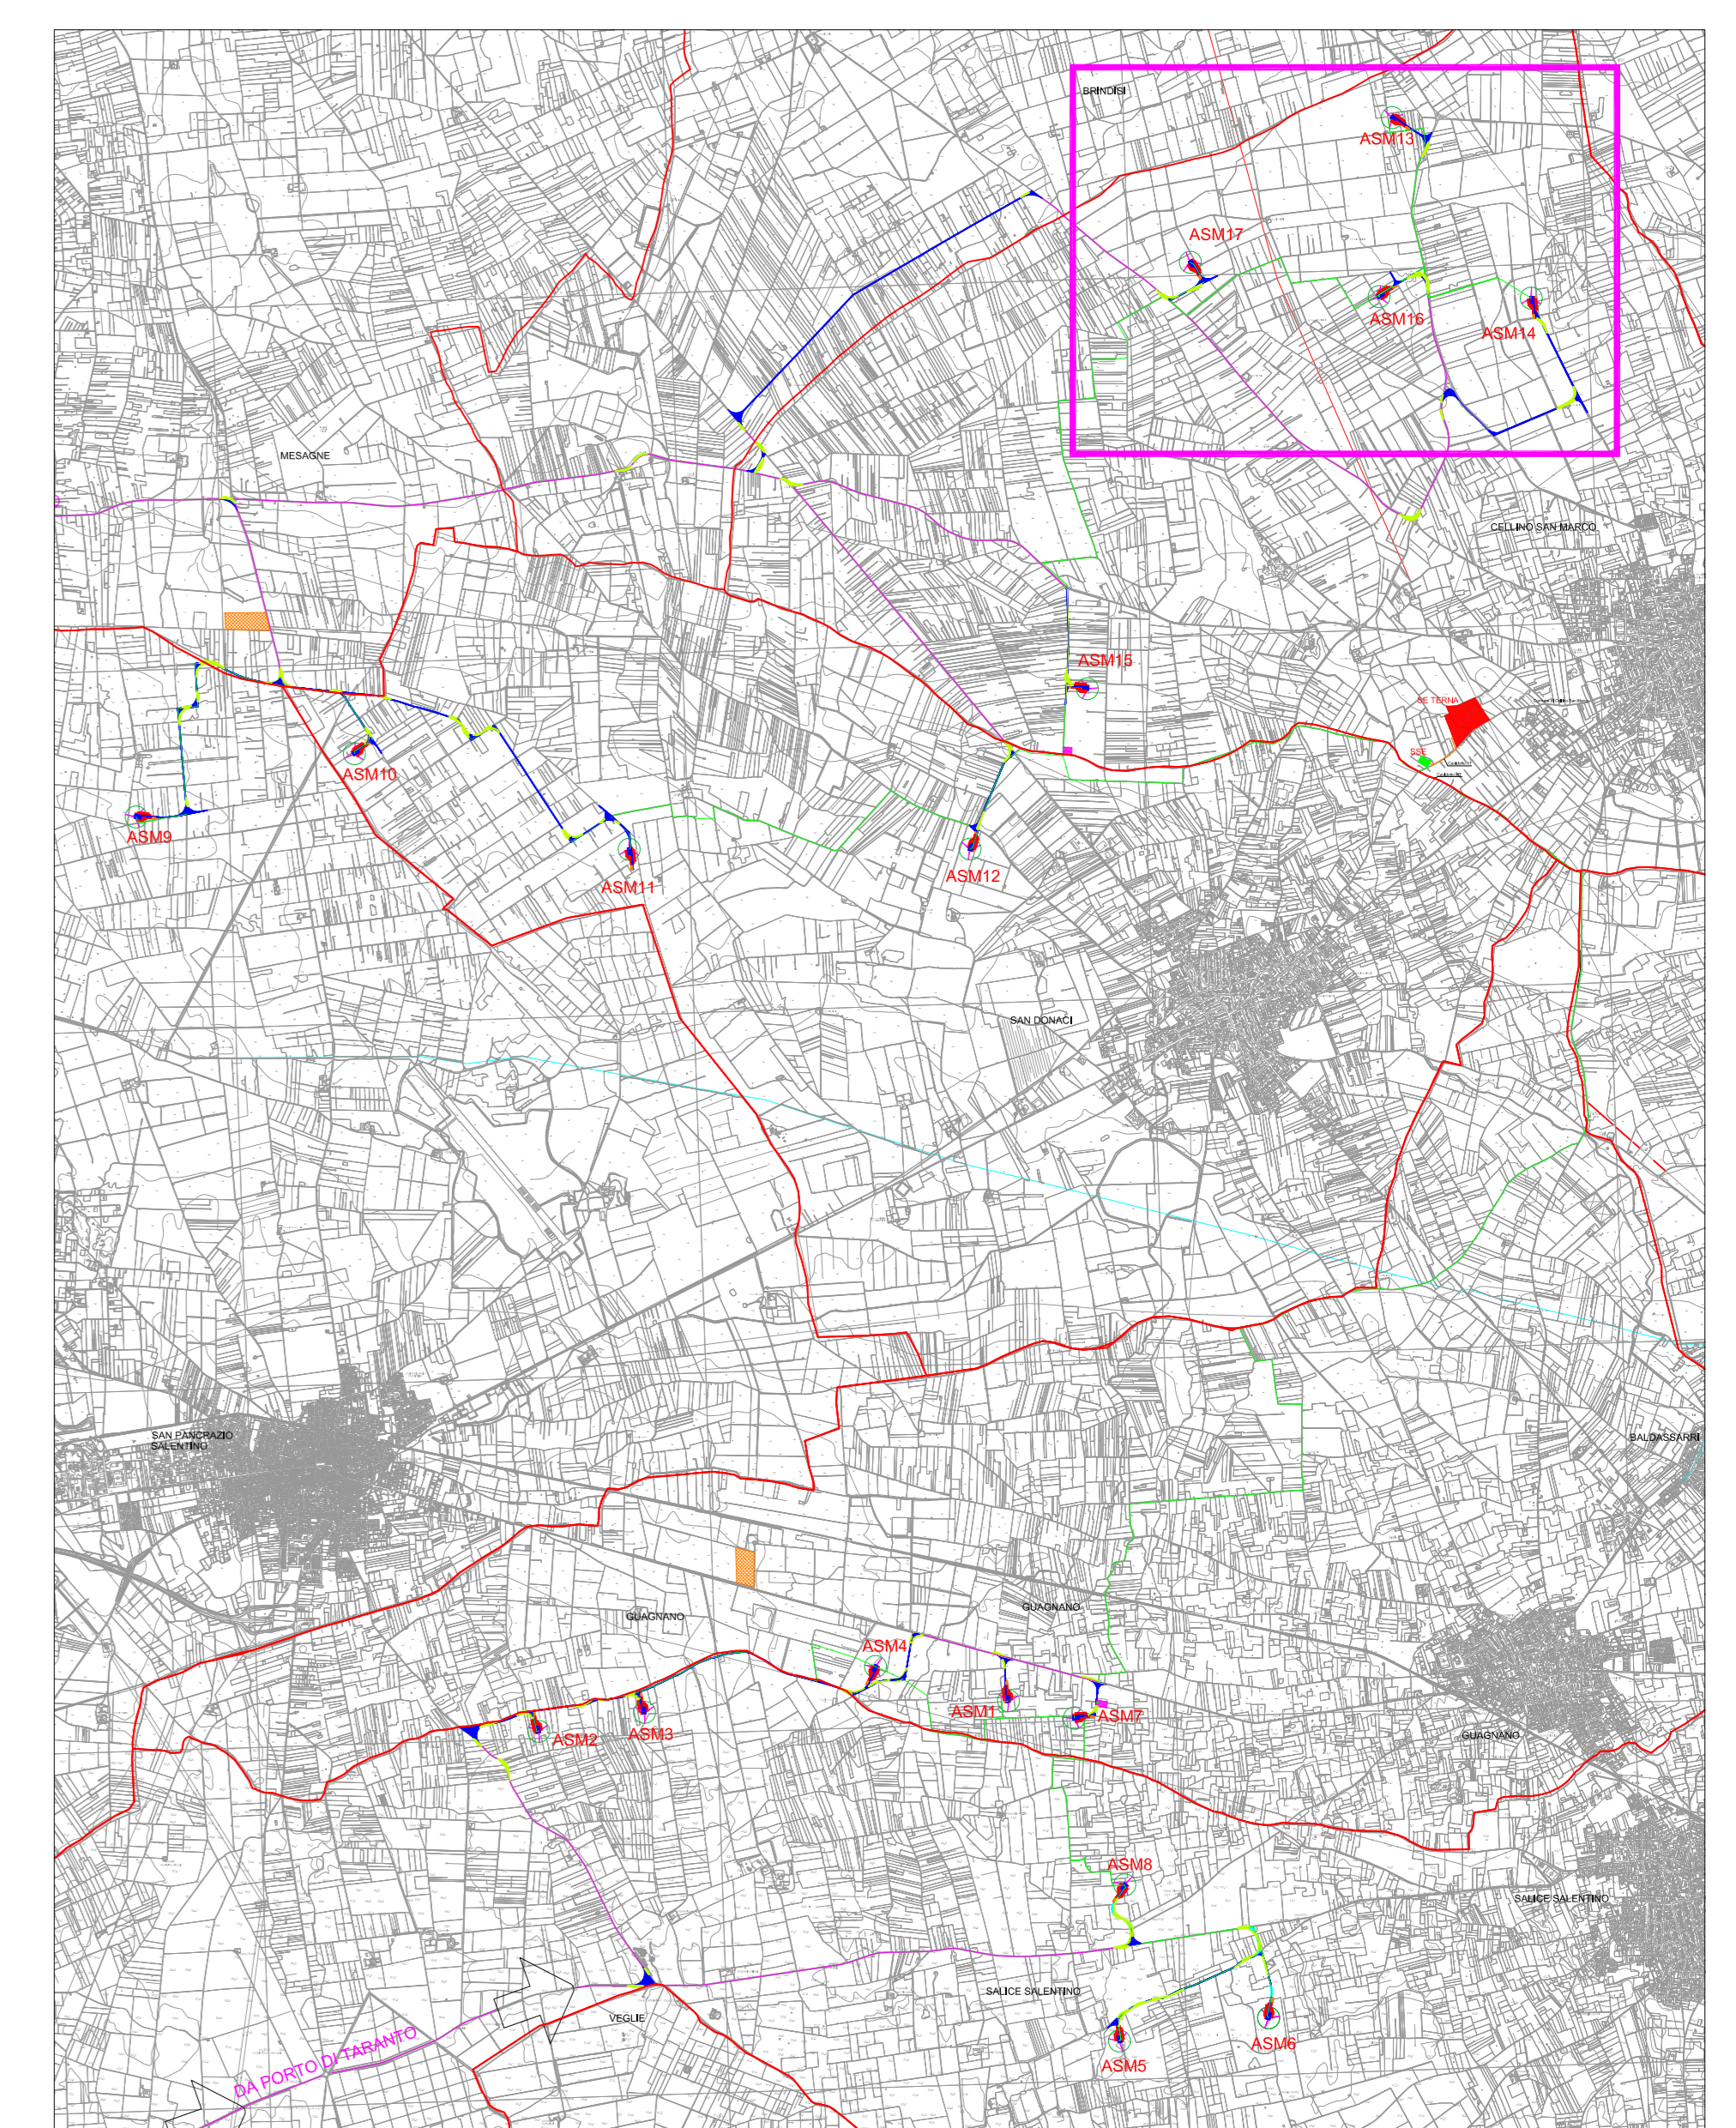 BRINDISI
ASM13
ASM17
ASM16
ASM14
MESAGNE
CELLINO SAN MARCO
ASM15
SE TERNA
SSE
ASM10
ASM9
ASM11
ASM12
SAN DONACI
SAN PANCRAZIO
SALENTINO
BALDASSARRI
GUAGNANO
GUAGNANO
ASM4
ASM1
ASM7
ASM2
ASM3
GUAGNANO
ASM8
SALICE SALENTINO
SALICE SALENTINO
VEGLIE
ASM6
ASM5
DA PORTO DI TARANTO